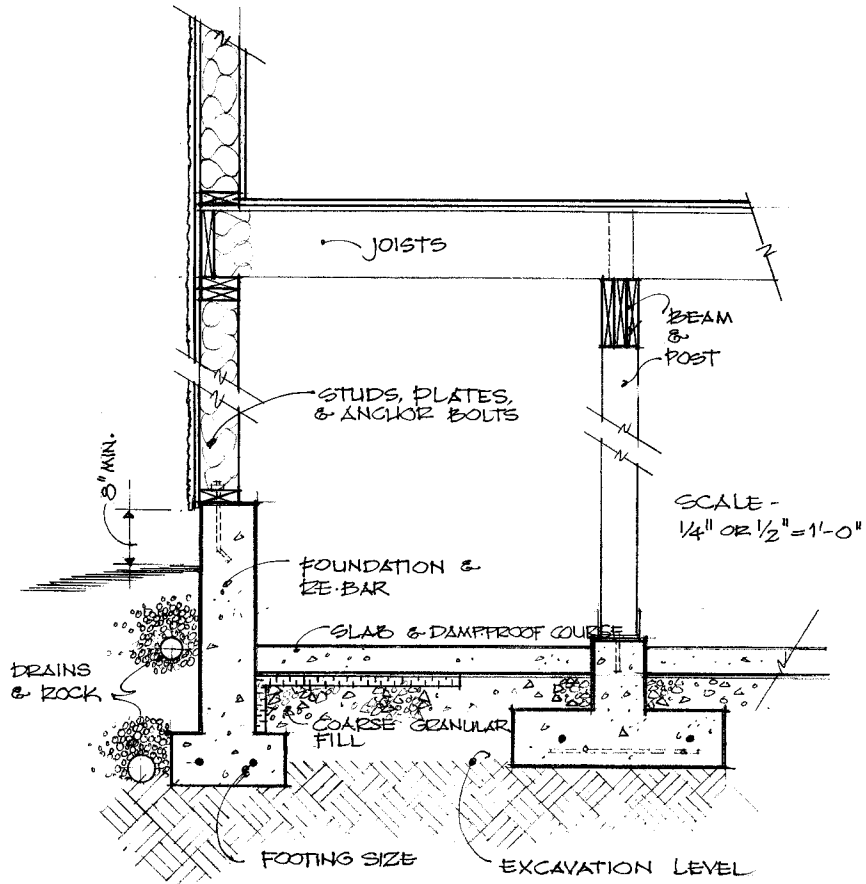 JOISTS
BEAM
&
POST
STUDS, PLATES,
& ANCHOR BOLTS
8" MIN.
SCALE -
1/4" OR 1/2" = 1'-0"
FOUNDATION &
RE-BAR
SLAB & DAMPPROOF COURSE
DRAINS
& ROCK
COARSE GRANULAR
FILL
FOOTING SIZE
EXCAVATION LEVEL